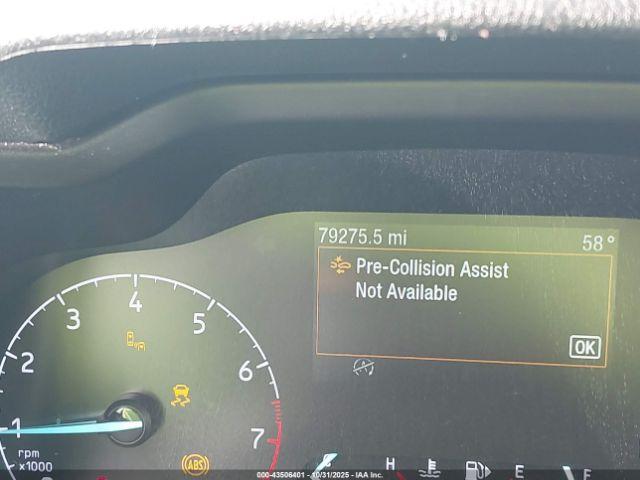 79275.5 mi 58°
Pre-Collision Assist
Not Available
OK
4
3 5
2 6
1 7
rpm
x1000
ABS
H E F
000-43506401 - 10/31/2025 - IAA Inc.